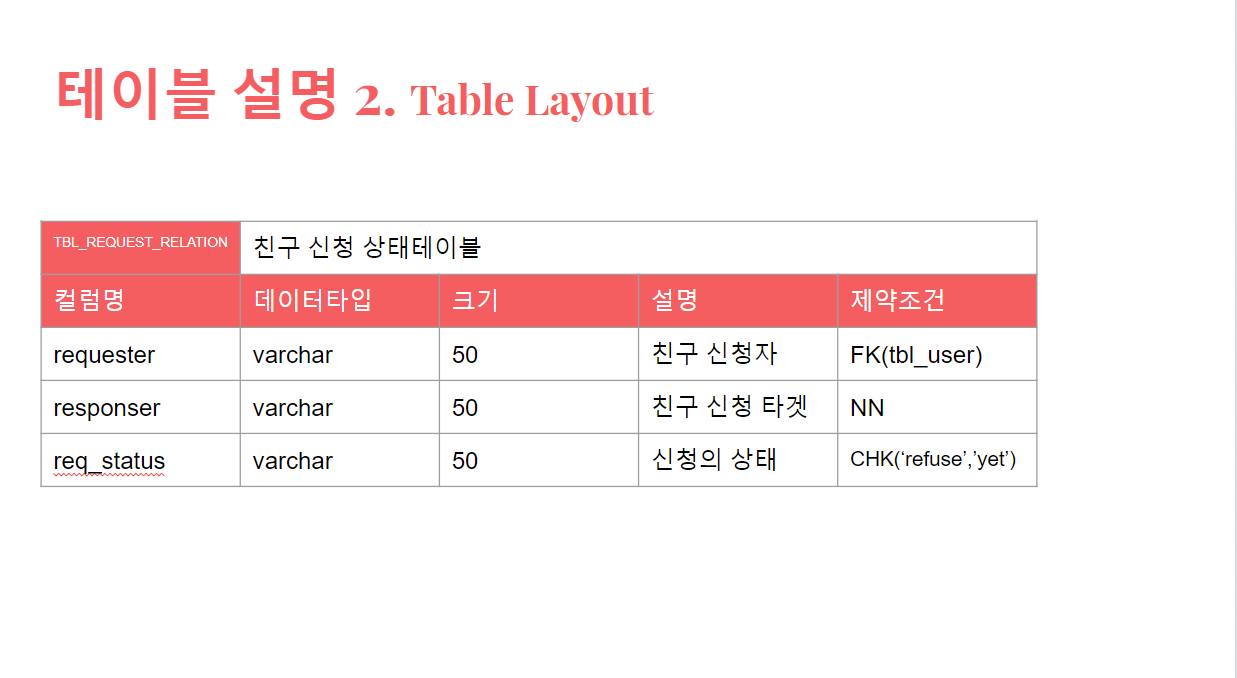 테이블 설명 2. Table Layout
TBL_REQUEST_RELATION 친구 신청 상태테이블
컬럼명 데이터타입 크기 설명 제약조건
requester varchar 50 친구 신청자 FK(tbl_user)
responser varchar 50 친구 신청 타겟 NN
req_status varchar 50 신청의 상태 CHK(‘refuse’,’yet’)